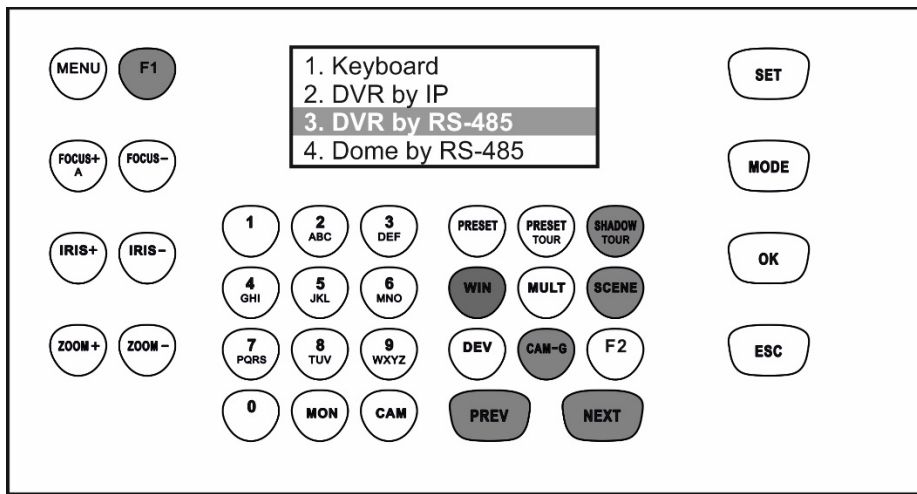 MENU
F1
1. Keyboard
2. DVR by IP
3. DVR by RS-485
4. Dome by RS-485
SET
FOCUS+
A
FOCUS-
MODE
IRIS+
IRIS-
1
2
ABC
3
DEF
PRESET
PRESET
TOUR
SHADOW
TOUR
OK
4
GHI
5
JKL
6
MNO
WIN
MULT
SCENE
ZOOM+
ZOOM-
7
PQRS
8
TUV
9
WXYZ
DEV
CAM-G
F2
ESC
0
MON
CAM
PREV
NEXT